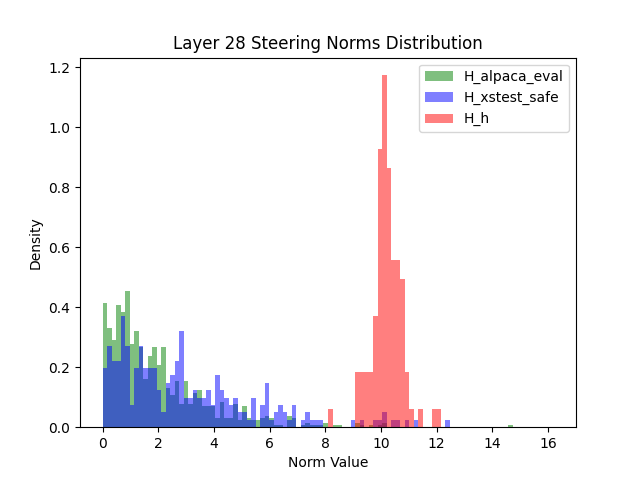 Layer 28 Steering Norms Distribution
H_alpaca_eval
H_xstest_safe
H_h
Density
1.2
1.0
0.8
0.6
0.4
0.2
0.0
0 2 4 6 8 10 12 14 16
Norm Value